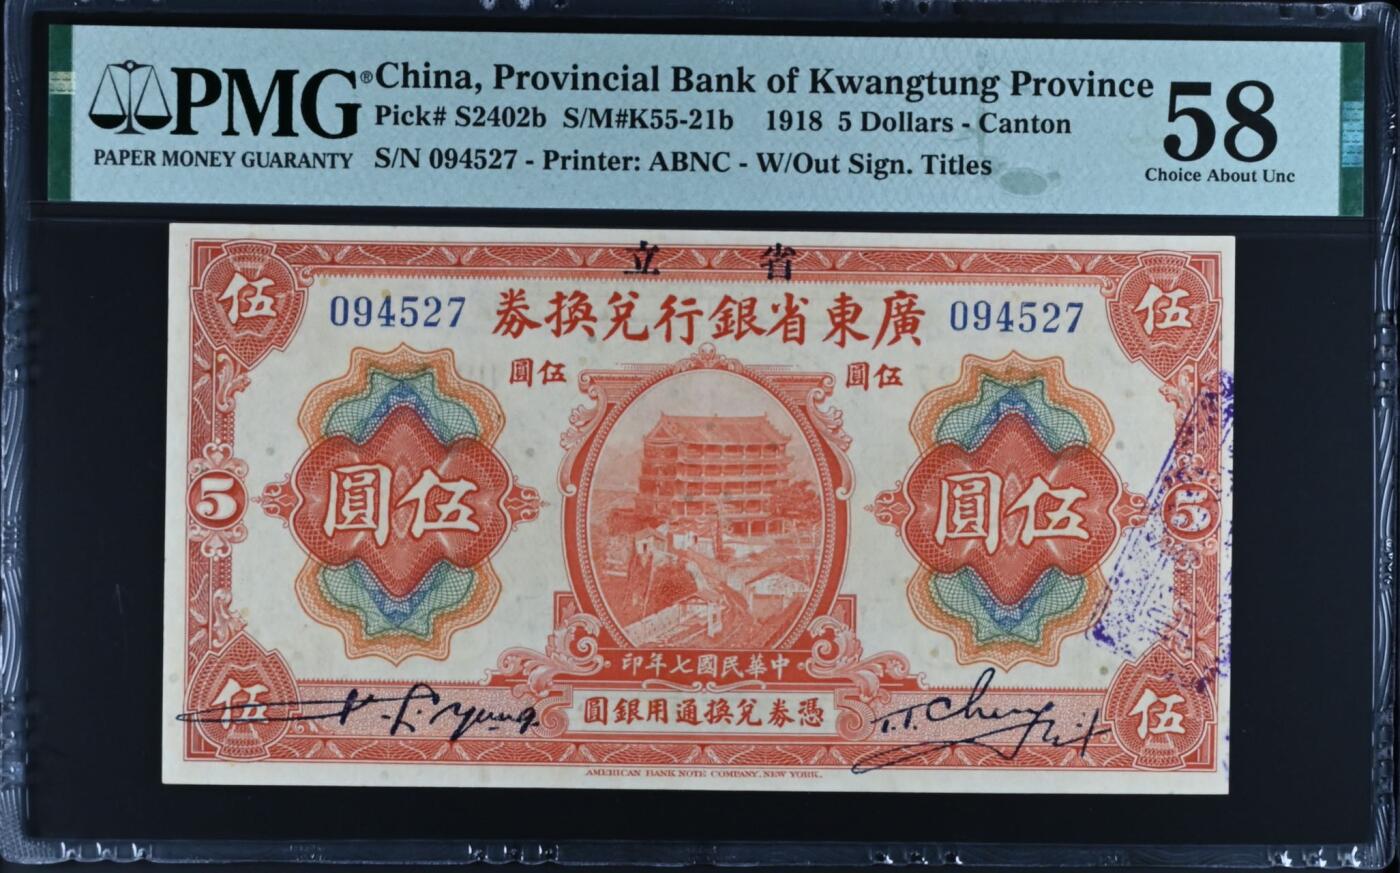 PMG®
PAPER MONEY GUARANTY
China, Provincial Bank of Kwangtung Province
Pick# S2402b S/M#K55-21b 1918 5 Dollars - Canton
S/N 094527 - Printer: ABNC - W/Out Sign. Titles
58
Choice About Unc
省立
伍
伍
094527
廣東省銀行兌換券
094527
伍圓
伍圓
伍圓
伍圓
5
5
中華民國七年印
伍
伍
憑券兌換通用銀圓
AMERICAN BANK NOTE COMPANY, NEW YORK.